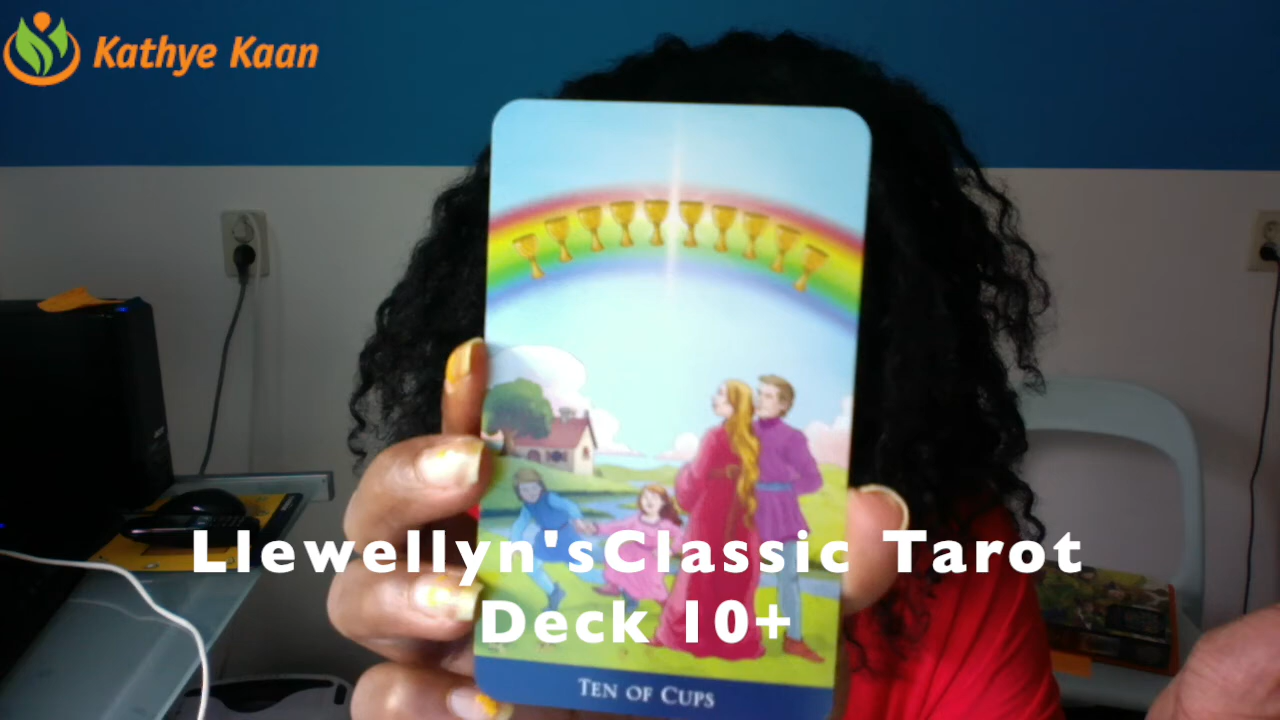 Kathye Kaan
Llewellyn'sClassic Tarot
Deck 10+
TEN OF CUPS